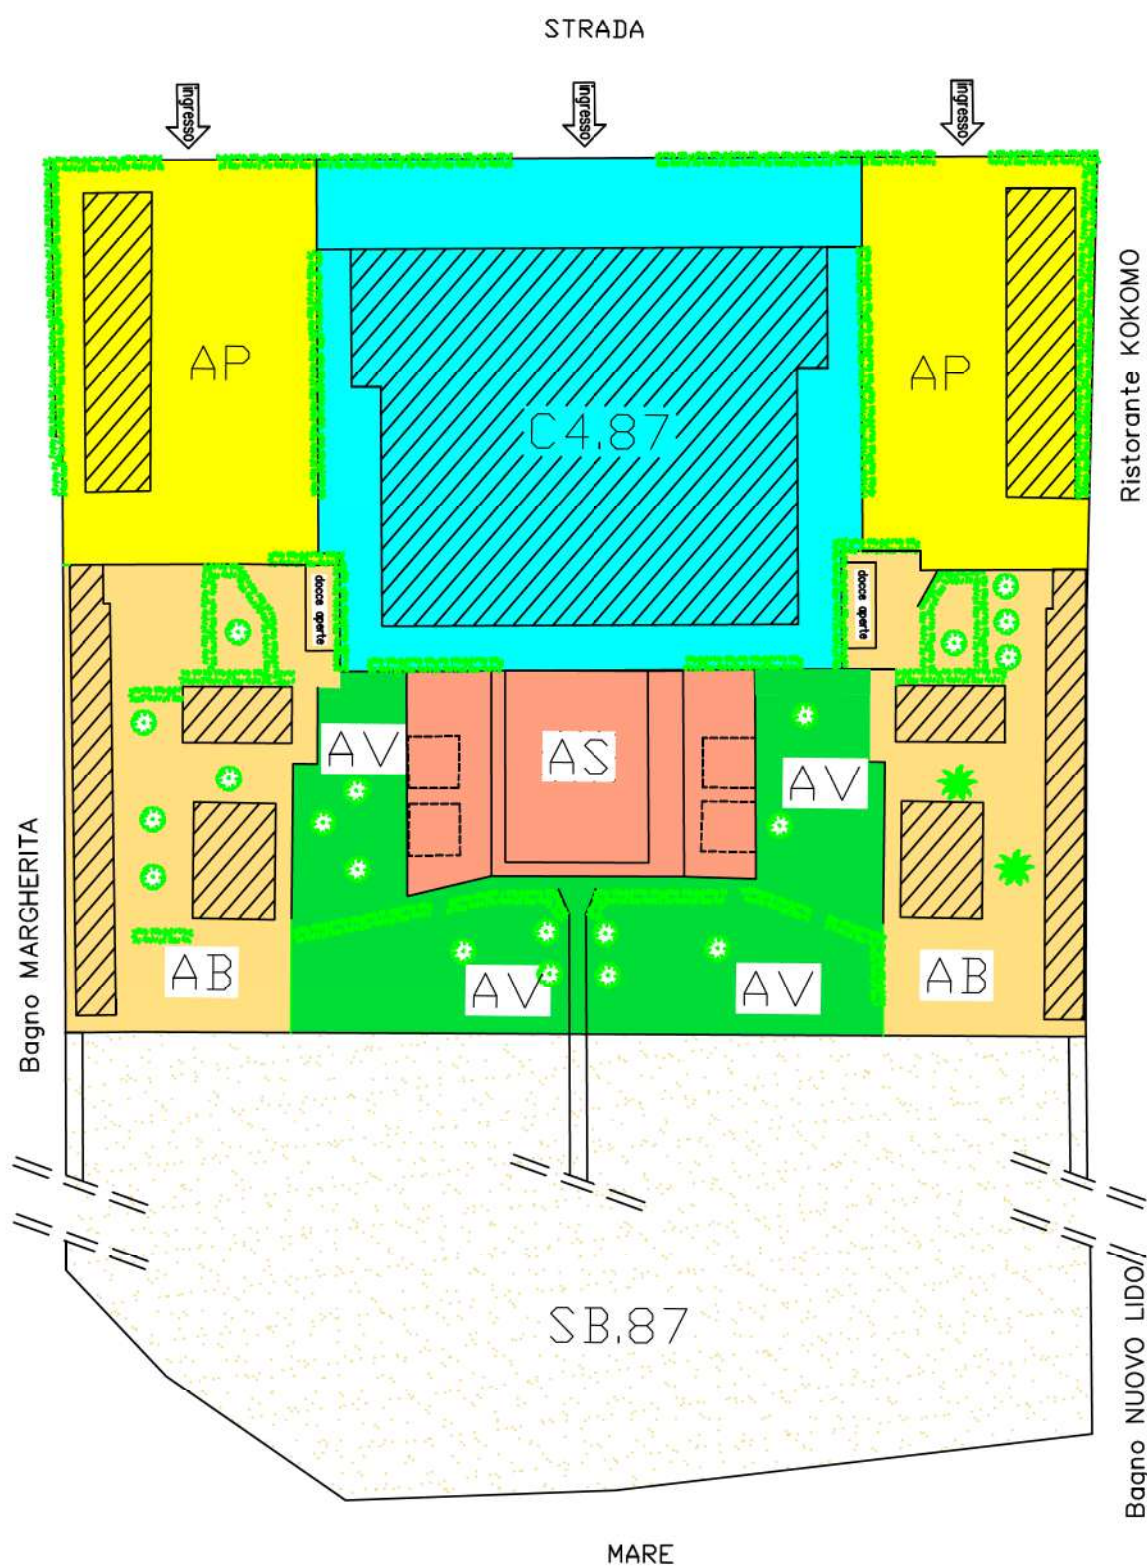 STRADA
ingresso
ingresso
ingresso
Ristorante KOKOMO
AP
AP
C4.87
docce aperte
docce aperte
AV
AS
AV
Bagno MARGHERITA
AB
AV
AV
AB
SB.87
Bagno NUOVO LIDO
MARE